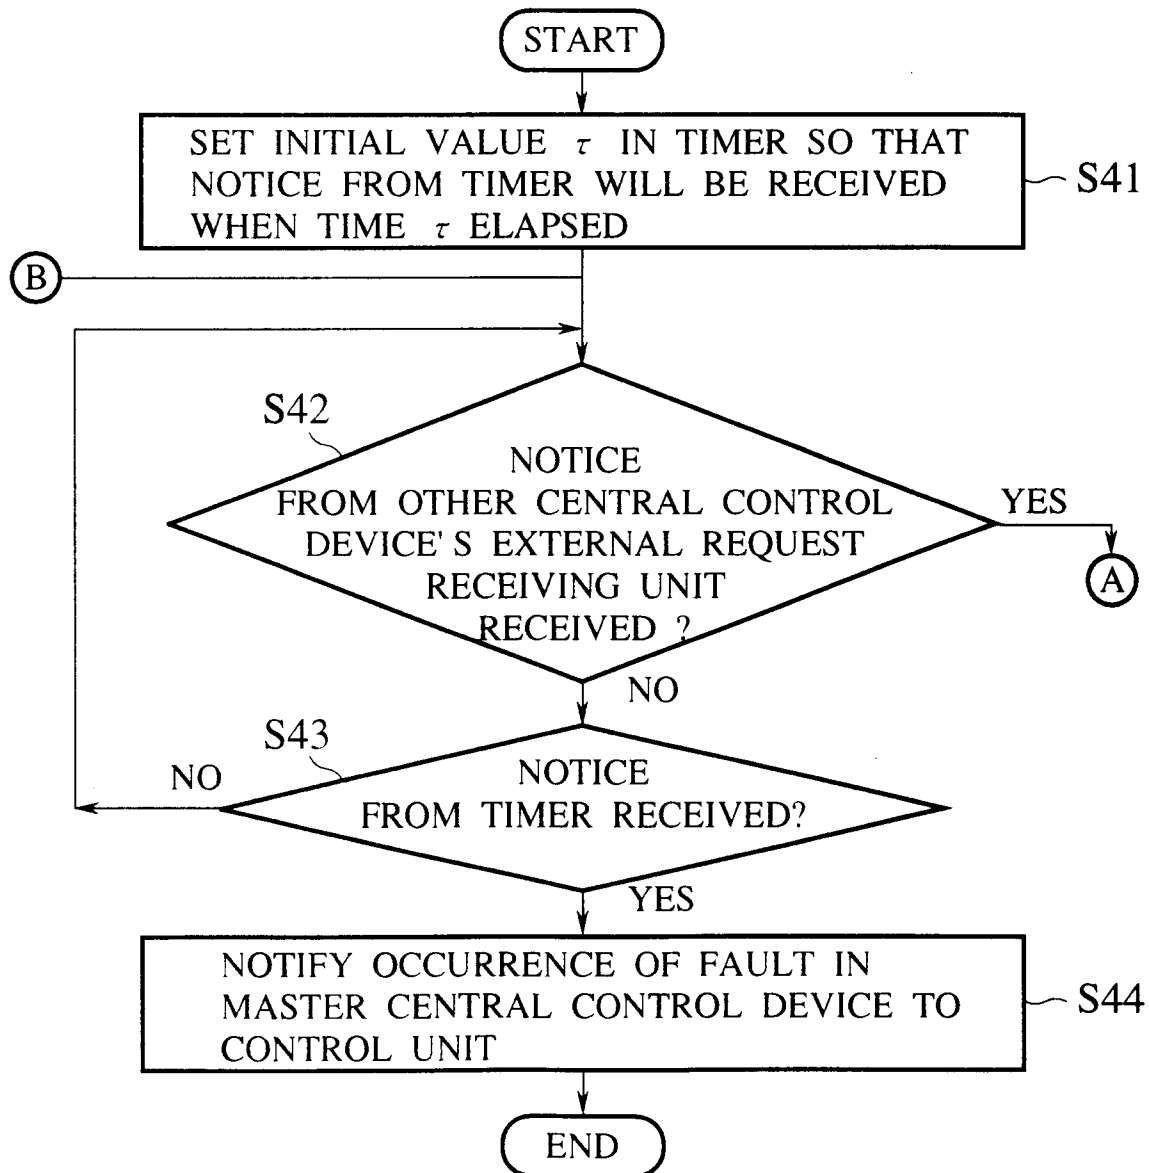 START
SET INITIAL VALUE τ IN TIMER SO THAT
NOTICE FROM TIMER WILL BE RECEIVED
WHEN TIME τ ELAPSED
S41
B
S42
NOTICE
FROM OTHER CENTRAL CONTROL
DEVICE'S EXTERNAL REQUEST
RECEIVING UNIT
RECEIVED ?
YES
A
NO
S43
NOTICE
FROM TIMER RECEIVED?
NO
YES
NOTIFY OCCURRENCE OF FAULT IN
MASTER CENTRAL CONTROL DEVICE TO
CONTROL UNIT
S44
END